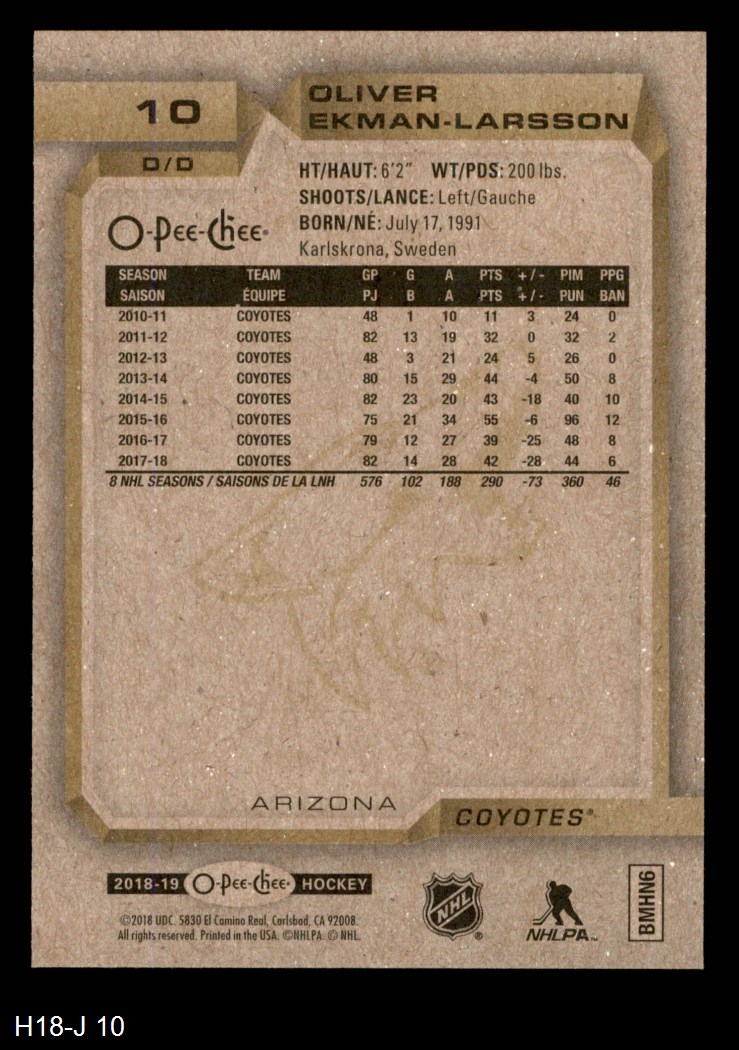 10
OLIVER
EKMAN-LARSSON
D/D
HT/HAUT: 6'2" WT/PDS: 200 lbs.
SHOOTS/LANCE: Left/Gauche
BORN/NÉ: July 17, 1991
Karlskrona, Sweden
O-Pee-Chee
SEASON TEAM GP G A PTS +/- PIM PPG
SAISON ÉQUIPE PJ B A PTS +/- PUN BAN
2010-11 COYOTES 48 1 10 11 3 24 0
2011-12 COYOTES 82 13 19 32 0 32 2
2012-13 COYOTES 48 3 21 24 5 26 0
2013-14 COYOTES 80 15 29 44 -4 50 8
2014-15 COYOTES 82 23 20 43 -18 40 10
2015-16 COYOTES 75 21 34 55 -6 96 12
2016-17 COYOTES 79 12 27 39 -25 48 8
2017-18 COYOTES 82 14 28 42 -28 44 6
8 NHL SEASONS / SAISONS DE LA LNH 576 102 188 290 -73 360 46
ARIZONA
COYOTES®
2018-19 O-Pee-Chee® HOCKEY
©2018 UDC. 5830 El Camino Real, Carlsbad, CA 92008.
All rights reserved. Printed in the USA. ©NHLPA. © NHL.
NHL®
NHLPA™
BMHN6
H18-J 10